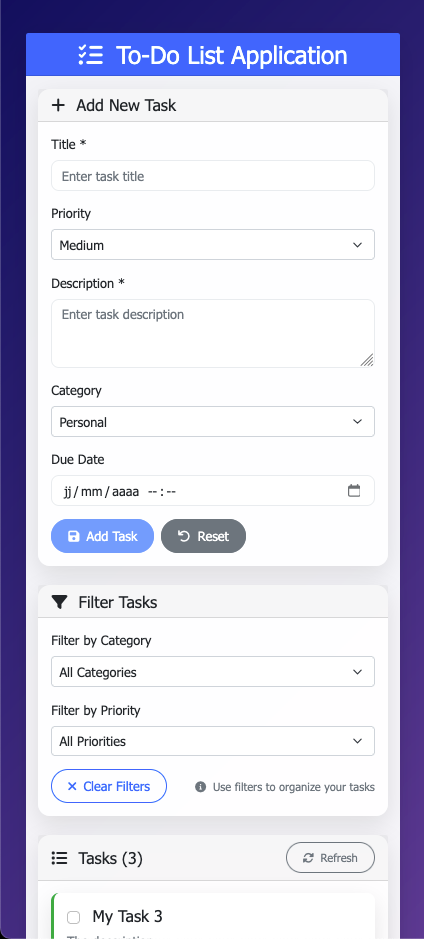 To-Do List Application
Add New Task
Title *
Enter task title
Priority
Medium
Description *
Enter task description
Category
Personal
Due Date
jj/mm/aaaa --:--
Add Task Reset
Filter Tasks
Filter by Category
All Categories
Filter by Priority
All Priorities
Clear Filters Use filters to organize your tasks
Tasks (3) Refresh
My Task 3
The description